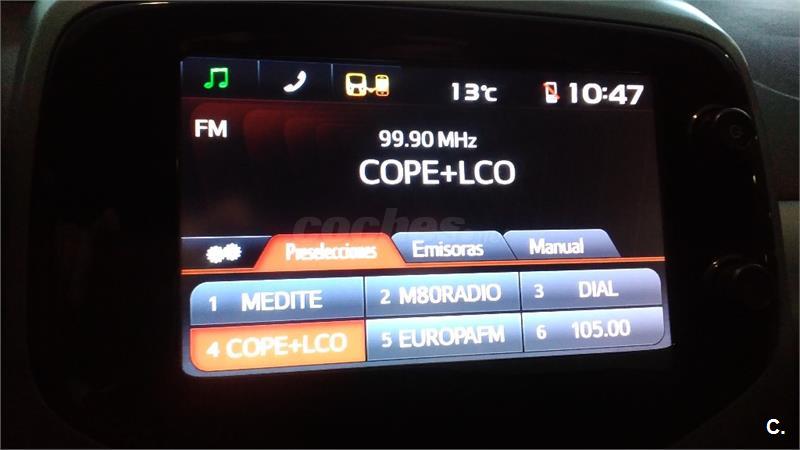 13°C 10:47
FM
99.90 MHz
COPE+LCO
coches
Preselecciones Emisoras Manual
1 MEDITE 2 M80RADIO 3 DIAL
4 COPE+LCO 5 EUROPAFM 6 105.00
C.